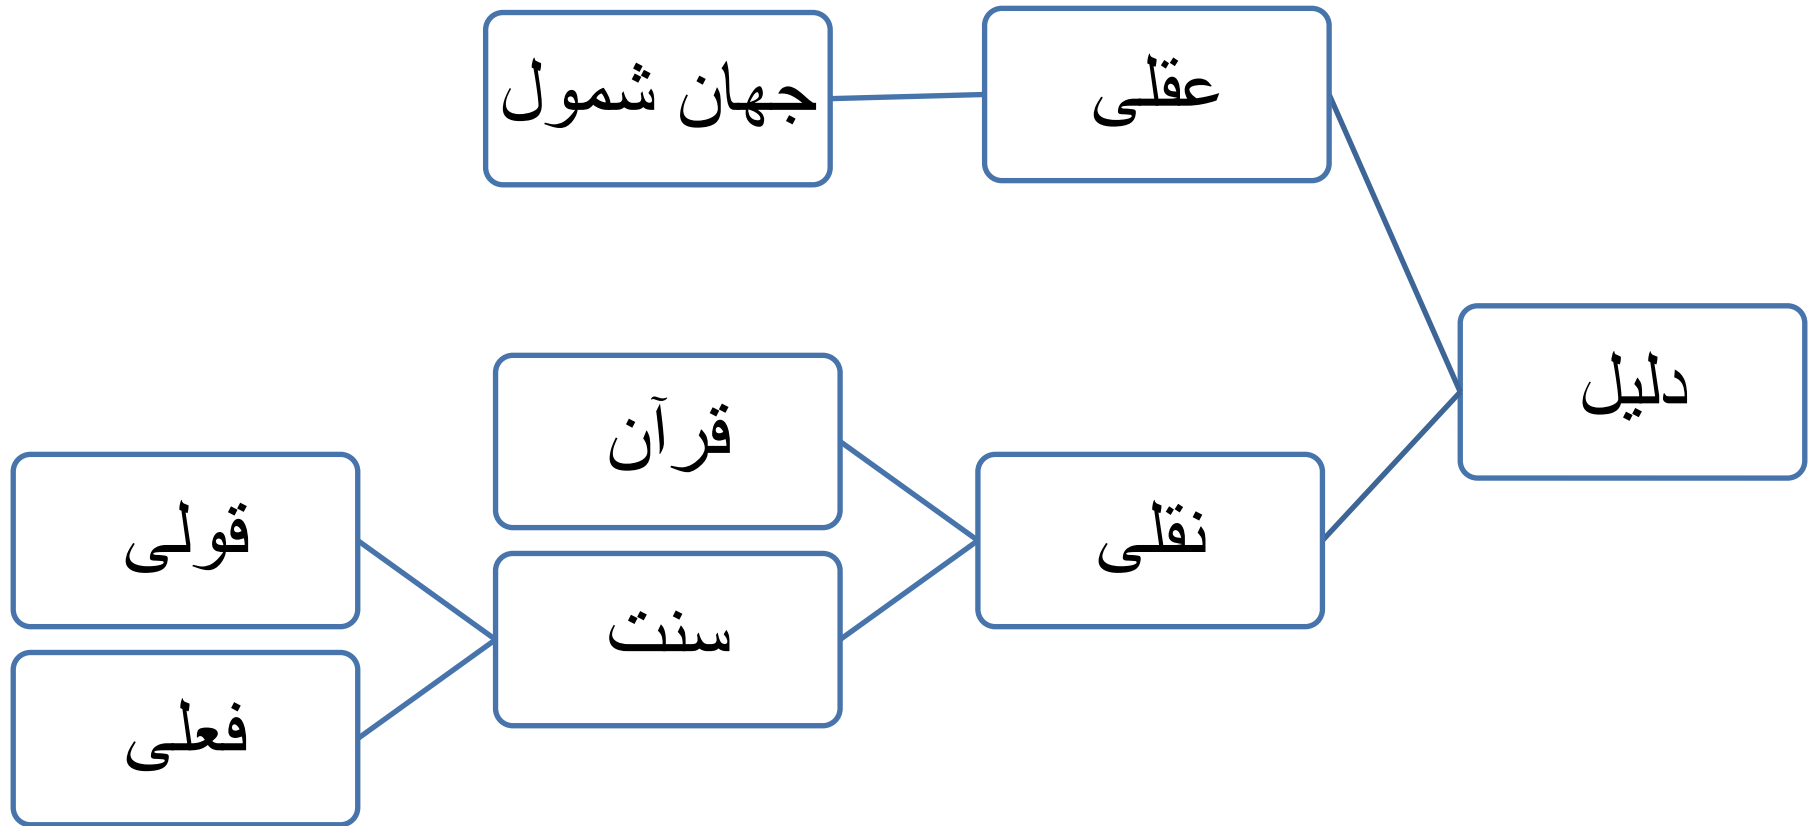 دلیل
عقلی
جهان شمول
نقلی
قرآن
سنت
قولی
فعلی